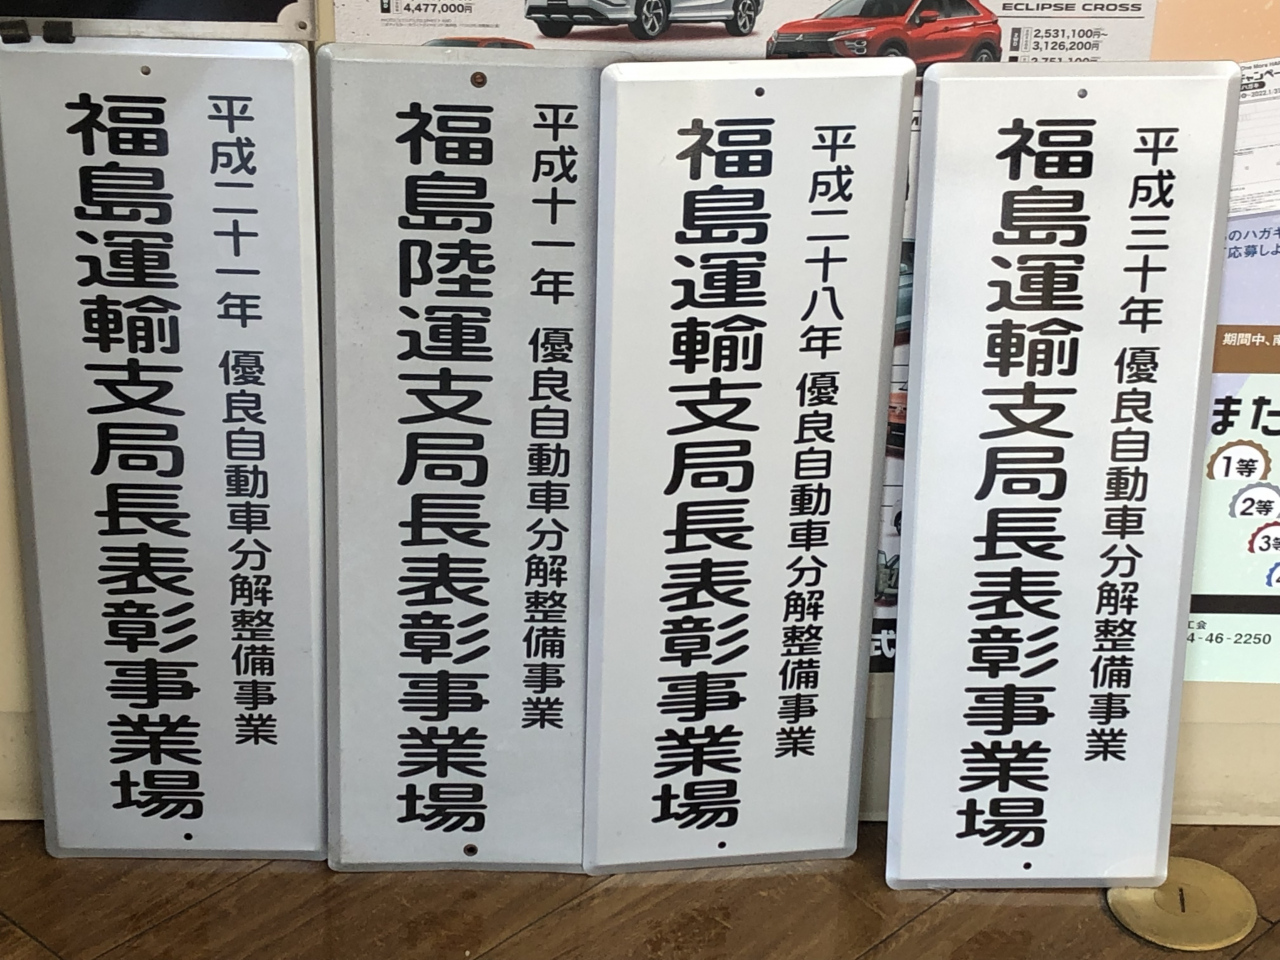 4,477,000円
ECLIPSE CROSS
2,531,100円~
3,126,200円
平成二十一年 優良自動車分解整備事業
福島運輸支局長表彰事業場
平成十一年 優良自動車分解整備事業
福島陸運支局長表彰事業場
平成二十八年 優良自動車分解整備事業
福島運輸支局長表彰事業場
平成三十年 優良自動車分解整備事業
福島運輸支局長表彰事業場
のハガキ
応募しよ
期間中、
また
1等
2等
3等
工会
4-46-2250